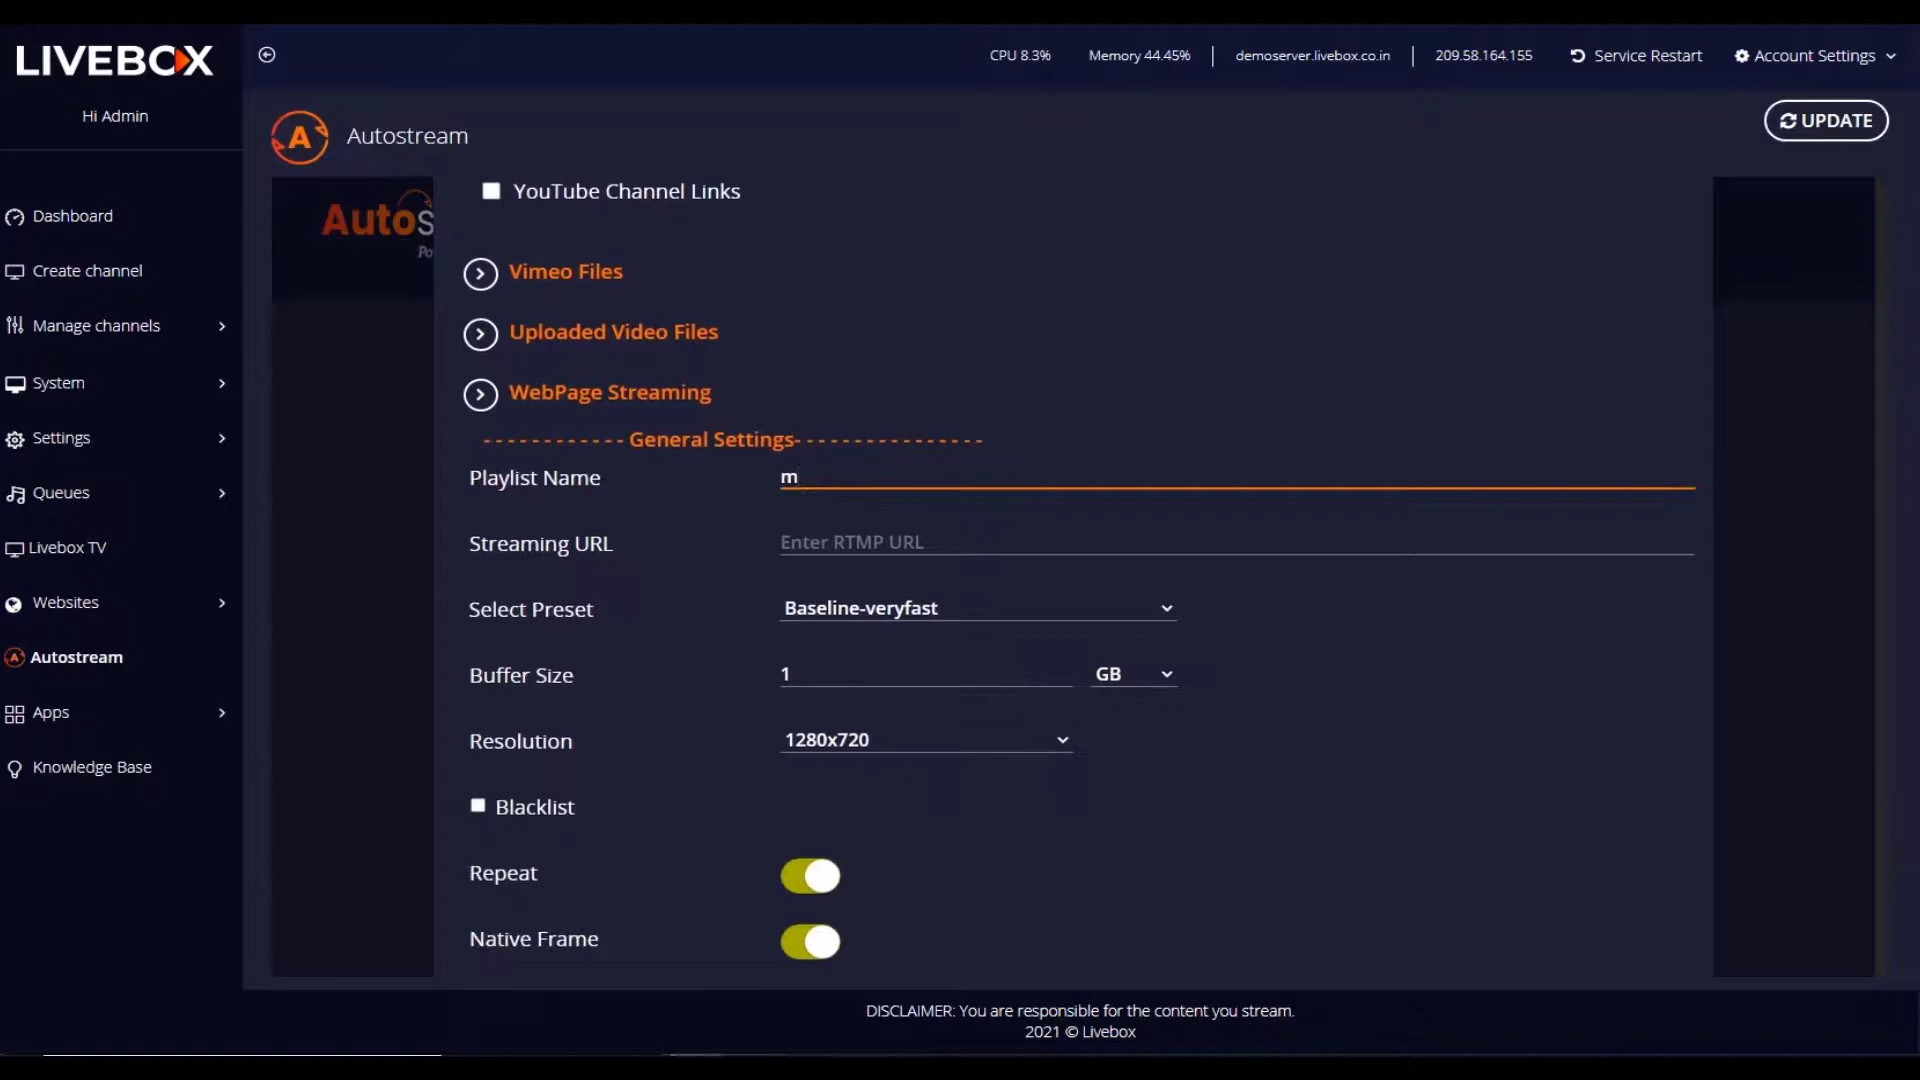 LIVEBOX
CPU 8.3%
Memory 44.45%
demoserver.livebox.co.in
209.58.164.155
Service Restart
Account Settings
Hi Admin
A
Autostream
UPDATE
Dashboard
Create channel
Manage channels
System
Settings
Queues
Livebox TV
Websites
A
Autostream
Apps
Knowledge Base
Autos
Po
YouTube Channel Links
Vimeo Files
Uploaded Video Files
WebPage Streaming
- - - - - - - - - - - - General Settings- - - - - - - - - - - - - - - -
Playlist Name m
Streaming URL Enter RTMP URL
Select Preset Baseline-veryfast
Buffer Size 1 GB
Resolution 1280x720
Blacklist
Repeat
Native Frame
DISCLAIMER: You are responsible for the content you stream.
2021 © Livebox